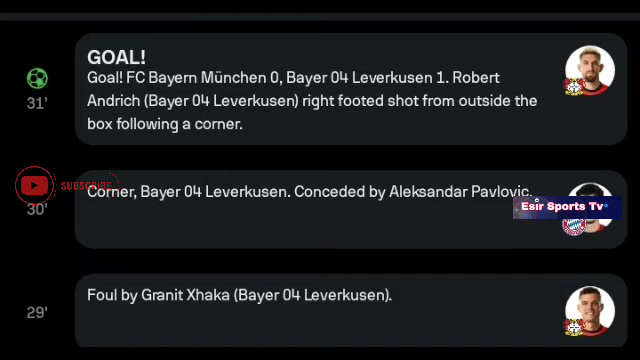 GOAL!
Goal! FC Bayern München 0, Bayer 04 Leverkusen 1. Robert
Andrich (Bayer 04 Leverkusen) right footed shot from outside the
box following a corner.
31'
SUBSCRIBE
Corner, Bayer 04 Leverkusen. Conceded by Aleksandar Pavlovic.
30'
Esir Sports Tv
Foul by Granit Xhaka (Bayer 04 Leverkusen).
29'